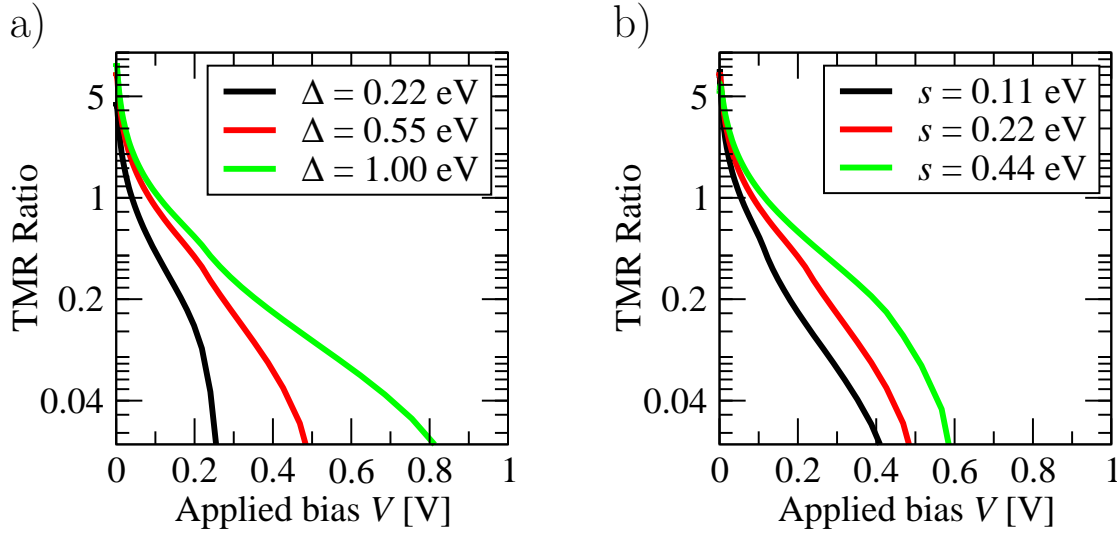 a)
TMR Ratio
5
1
0.2
0.04
Δ = 0.22 eV
Δ = 0.55 eV
Δ = 1.00 eV
0 0.2 0.4 0.6 0.8 1
Applied bias V [V]
b)
TMR Ratio
5
1
0.2
0.04
s = 0.11 eV
s = 0.22 eV
s = 0.44 eV
0 0.2 0.4 0.6 0.8 1
Applied bias V [V]